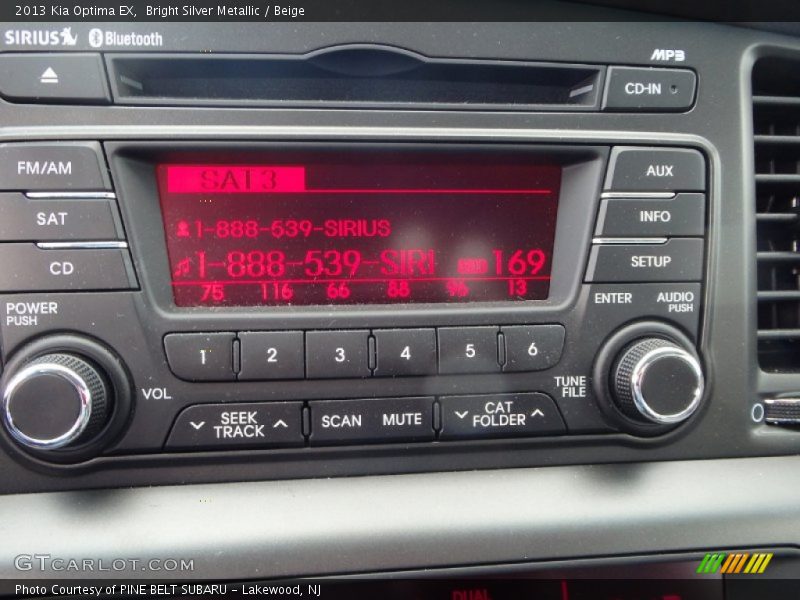 2013 Kia Optima EX,  Bright Silver Metallic / Beige
SIRIUS Bluetooth
MP3
CD-IN
FM/AM
SAT
CD
SAT3
1-888-539-SIRIUS
1-888-539-SIRI 169
75 116 66 88 96 13
AUX
INFO
SETUP
POWER
PUSH
ENTER
AUDIO
PUSH
1 2 3 4 5 6
VOL
TUNE
FILE
SEEK
TRACK
SCAN MUTE
CAT
FOLDER
GTCARLOT.COM
Photo Courtesy of PINE BELT SUBARU - Lakewood, NJ
DUAL